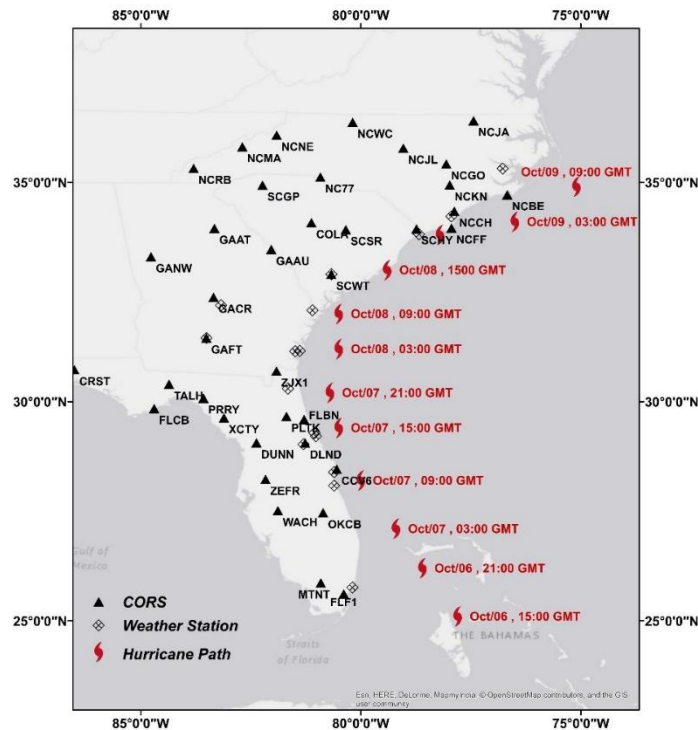 85°0'0"W
80°0'0"W
75°0'0"W
NCWC
NCJA
NCNE
NCMA
NCJL
NCGO
NCRB
NC77
SCGP
NCKN
Oct/09 , 09:00 GMT
35°0'0"N
35°0'0"N
NCBE
NCCH
Oct/09 , 03:00 GMT
GAAT
COLA
SCSR
SCHY
NCFF
GANW
GAAU
SCWT
Oct/08 , 1500 GMT
GACR
Oct/08 , 09:00 GMT
GAFT
Oct/08 , 03:00 GMT
CRST
ZJX1
TALH
Oct/07 , 21:00 GMT
30°0'0"N
30°0'0"N
PRRY
FLCB
FLBN
PLTK
XCTY
Oct/07 , 15:00 GMT
DUNN
DLND
CCV6
Oct/07 , 09:00 GMT
ZEFR
WACH
OKCB
Oct/07 , 03:00 GMT
Gulf of
Mexico
Oct/06 , 21:00 GMT
MTNT
FLF1
CORS
25°0'0"N
25°0'0"N
Oct/06 , 15:00 GMT
Weather Station
THE BAHAMAS
Straits
of Florida
Hurricane Path
Esri, HERE, DeLorme, MapmyIndia, © OpenStreetMap contributors, and the GIS
user community
85°0'0"W
80°0'0"W
75°0'0"W